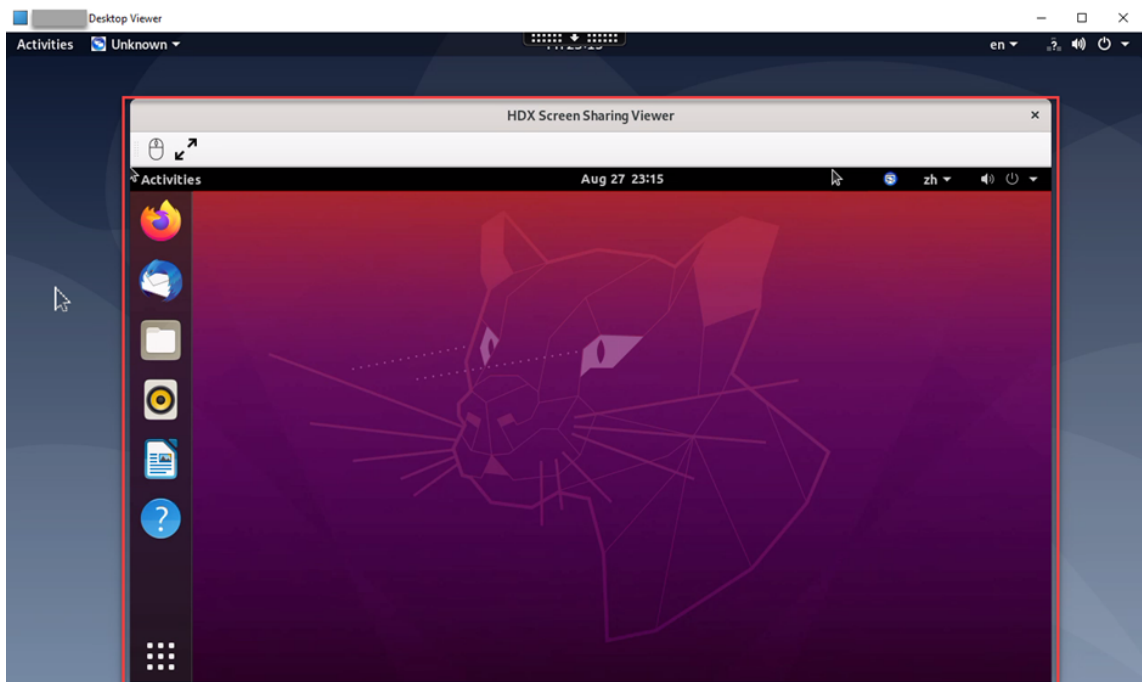 Desktop Viewer
Activities Unknown en
HDX Screen Sharing Viewer
Activities Aug 27 23:15 zh